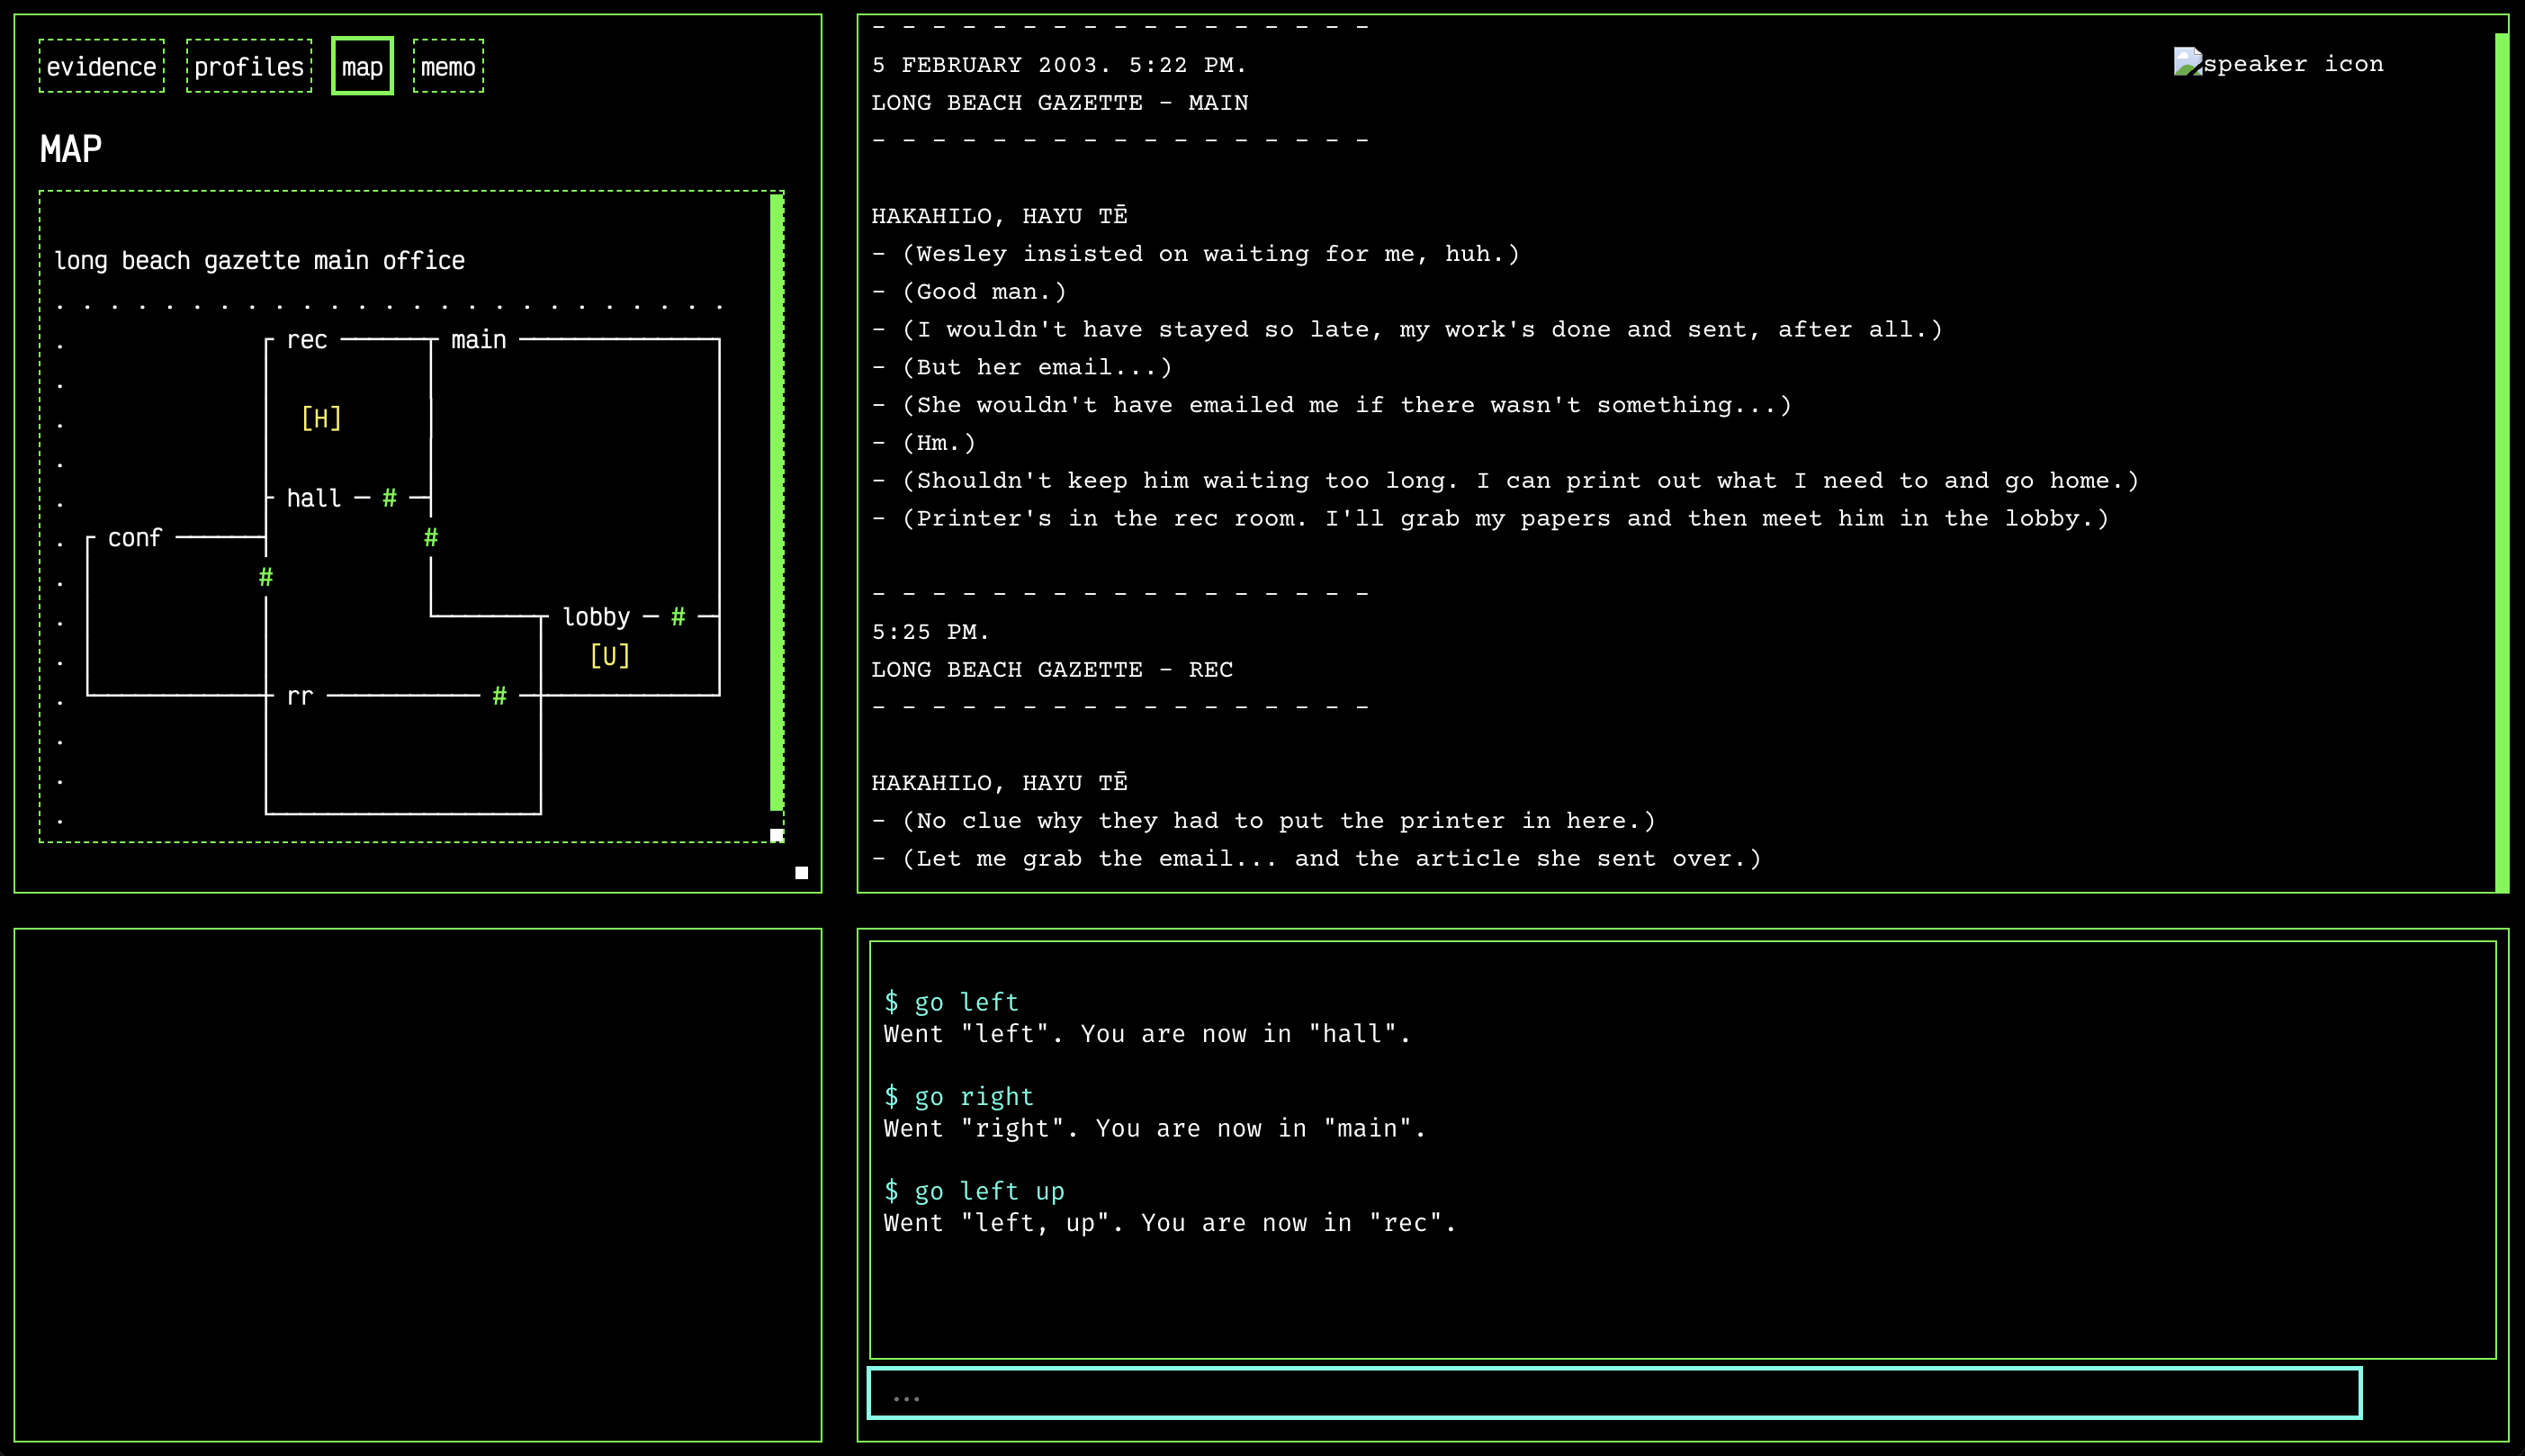 evidence profiles map memo
MAP
long beach gazette main office
. . . . . . . . . . . . . . . . . . . . . . . . .
rec main
[H]
hall #
conf #
#
lobby #
[U]
rr #
- - - - - - - - - - - - - - - - -
5 FEBRUARY 2003. 5:22 PM.
speaker icon
LONG BEACH GAZETTE - MAIN
- - - - - - - - - - - - - - - - -
HAKAHILO, HAYU TĒ
- (Wesley insisted on waiting for me, huh.)
- (Good man.)
- (I wouldn't have stayed so late, my work's done and sent, after all.)
- (But her email...)
- (She wouldn't have emailed me if there wasn't something...)
- (Hm.)
- (Shouldn't keep him waiting too long. I can print out what I need to and go home.)
- (Printer's in the rec room. I'll grab my papers and then meet him in the lobby.)
- - - - - - - - - - - - - - - - -
5:25 PM.
LONG BEACH GAZETTE - REC
- - - - - - - - - - - - - - - - -
HAKAHILO, HAYU TĒ
- (No clue why they had to put the printer in here.)
- (Let me grab the email... and the article she sent over.)
$ go left
Went "left". You are now in "hall".
$ go right
Went "right". You are now in "main".
$ go left up
Went "left, up". You are now in "rec".
...